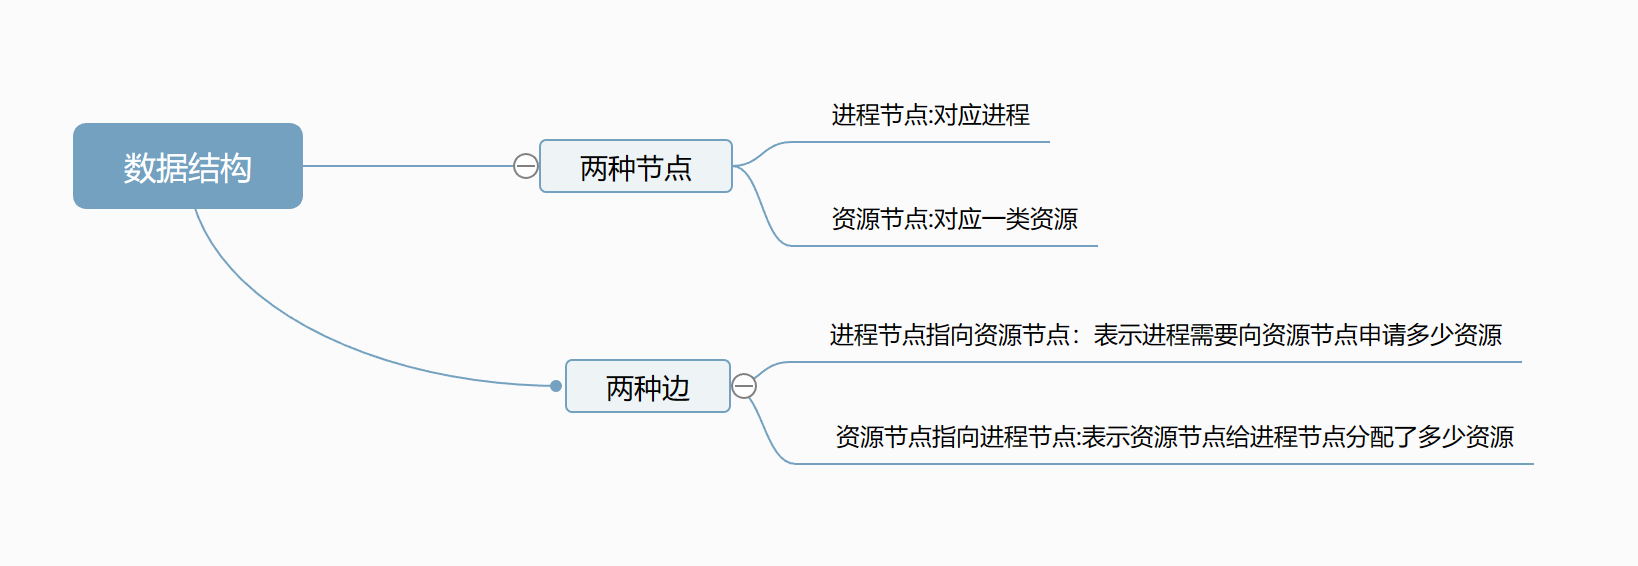 数据结构
两种节点
进程节点:对应进程
资源节点:对应一类资源
两种边
进程节点指向资源节点：表示进程需要向资源节点申请多少资源
资源节点指向进程节点:表示资源节点给进程节点分配了多少资源